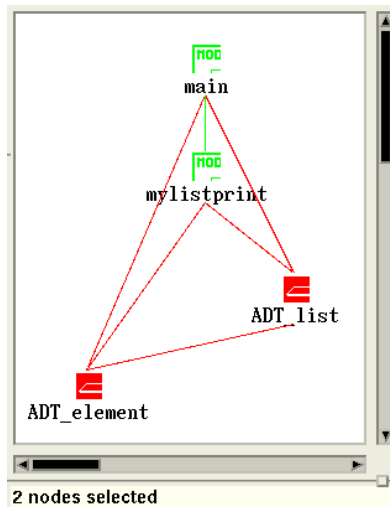 MOD
main
MOD
mylistprint
ADT_list
ADT_element
2 nodes selected